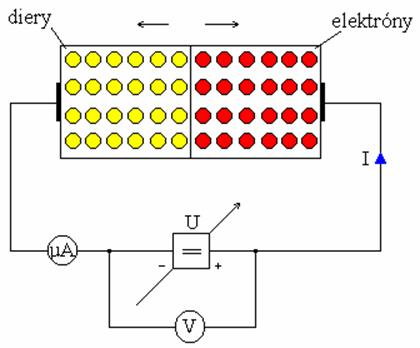 diery
elektróny
I
U
μA
- +
V